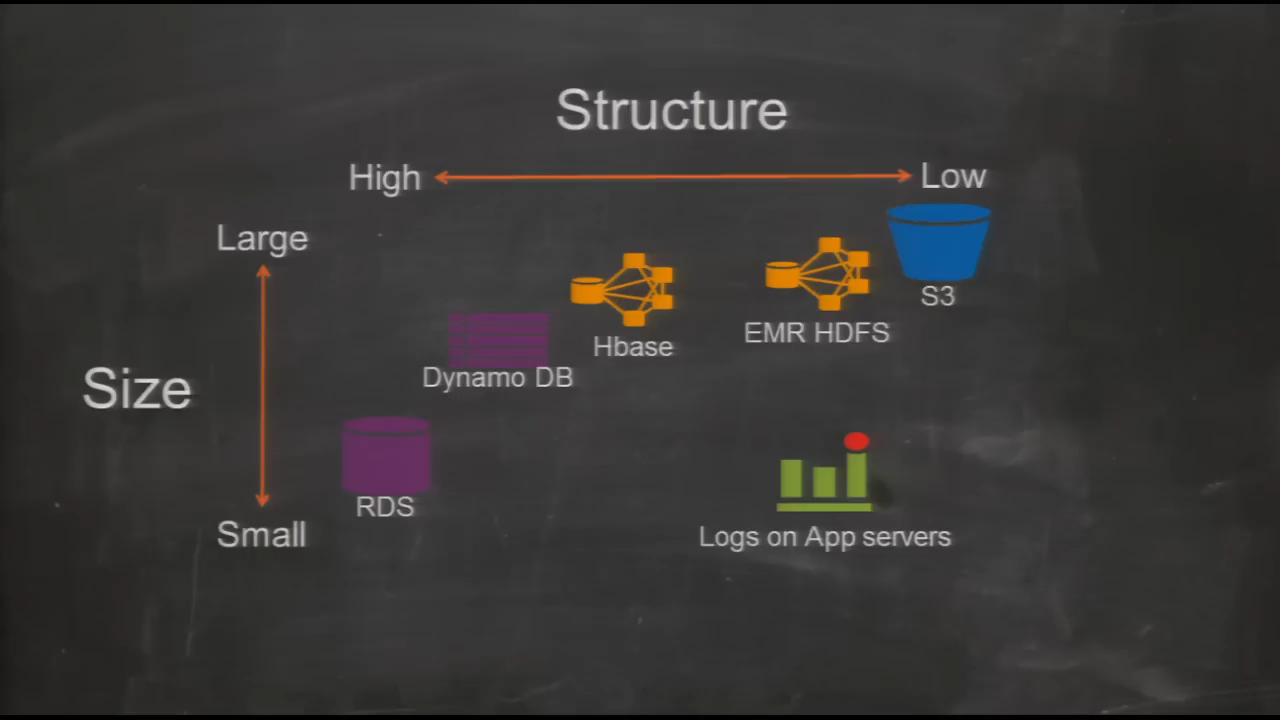 Structure
High
Low
Large
S3
EMR HDFS
Hbase
Dynamo DB
Size
RDS
Small
Logs on App servers